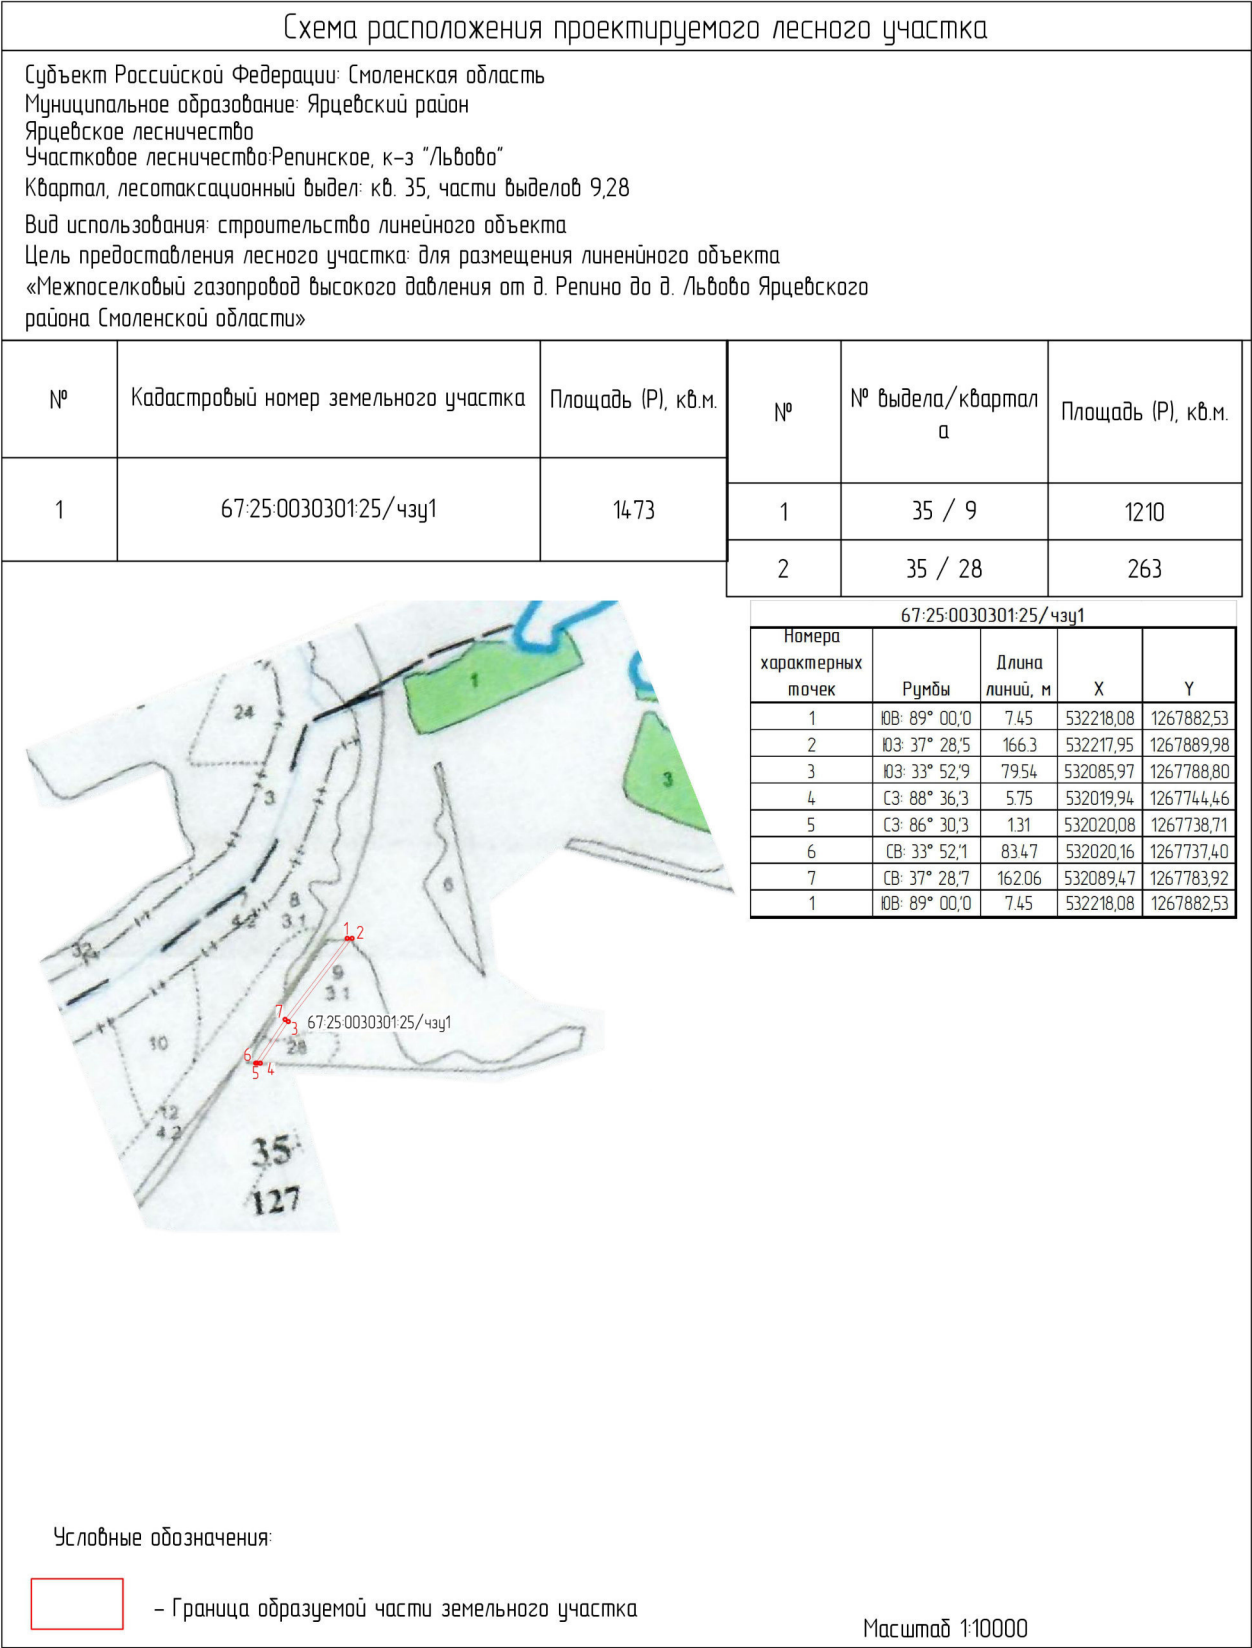 Схема расположения проектируемого лесного участка
Субъект Российской Федерации: Смоленская область
Муниципальное образование: Ярцевский район
Ярцевское лесничество
Участковое лесничество:Репинское, к-з "Львово"
Квартал, лесотаксационный выдел: кв. 35, части выделов 9,28
Вид использования: строительство линейного объекта
Цель предоставления лесного участка: для размещения линенйного объекта
«Межпоселковый газопровод высокого давления от д. Репино до д. Львово Ярцевского
района Смоленской области»
№ Кадастровый номер земельного участка Площадь (Р), кв.м.
1 67:25:0030301:25/чзу1 1473
№ № выдела/квартал
а Площадь (Р), кв.м.
1 35 / 9 1210
2 35 / 28 263
67:25:0030301:25/чзу1
Номера
характерных
точек Румбы Длина
линий, м X Y
1 ЮВ: 89° 00,'0 7.45 532218,08 1267882,53
2 ЮЗ: 37° 28,'5 166.3 532217,95 1267889,98
3 ЮЗ: 33° 52,'9 79.54 532085,97 1267788,80
4 СЗ: 88° 36,'3 5.75 532019,94 1267744,46
5 СЗ: 86° 30,'3 1.31 532020,08 1267738,71
6 СВ: 33° 52,'1 83.47 532020,16 1267737,40
7 СВ: 37° 28,'7 162.06 532089,47 1267783,92
1 ЮВ: 89° 00,'0 7.45 532218,08 1267882,53
1
24
3
3
6
8
3.1
4.2
32
1 2
9
3.1
7
3
67:25:0030301:25/чзу1
10
28
6
5 4
12
4.2
35
127
Условные обозначения:
- Граница образуемой части земельного участка
Масштаб 1:10000